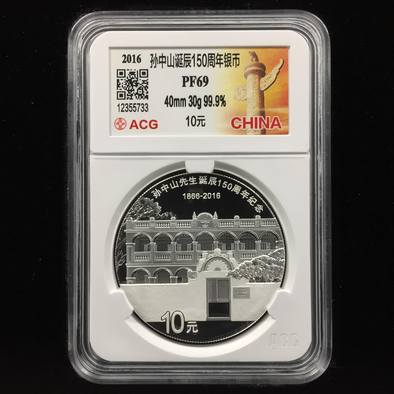 2016
孙中山诞辰150周年银币
PF69
40mm 30g 99.9%
12355733
ACG
10元
CHINA
孙中山先生诞辰150周年纪念
1866-2016
10元
ACG